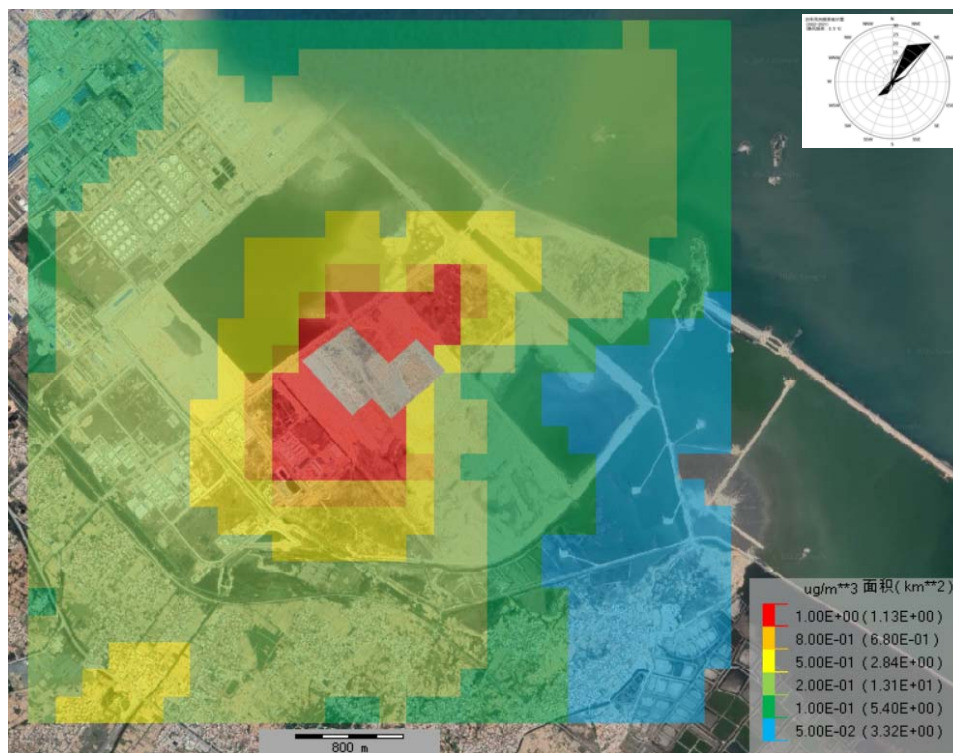 N
E
S
W
ug/m**3 面积( km**2)
1.00E+00 ( 1.13E+00 )
8.00E-01 ( 6.80E-01 )
5.00E-01 ( 2.84E+00 )
2.00E-01 ( 1.31E+01 )
1.00E-01 ( 5.40E+00 )
5.00E-02 ( 3.32E+00 )
800 m